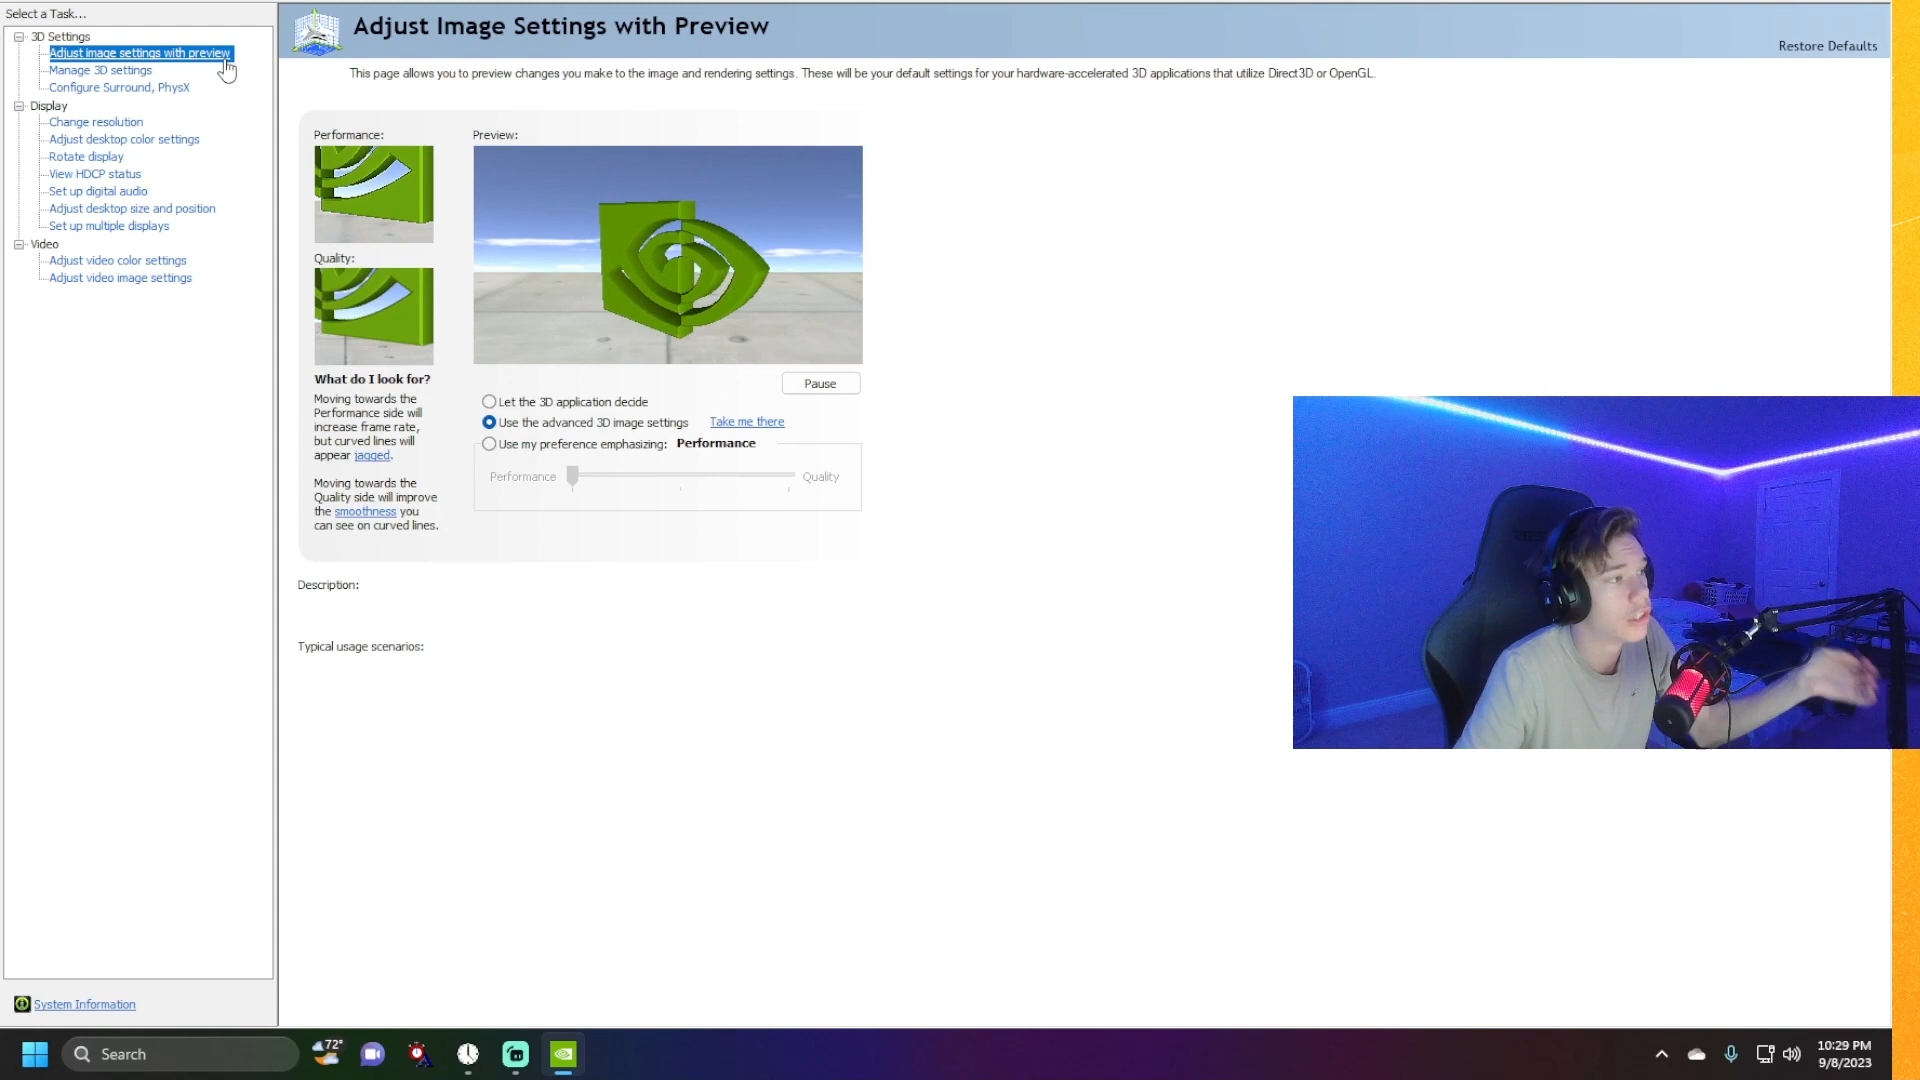 Select a Task...
3D Settings
Adjust image settings with preview
Manage 3D settings
Configure Surround, PhysX
Display
Change resolution
Adjust desktop color settings
Rotate display
View HDCP status
Set up digital audio
Adjust desktop size and position
Set up multiple displays
Video
Adjust video color settings
Adjust video image settings
System Information
Adjust Image Settings with Preview
Restore Defaults
This page allows you to preview changes you make to the image and rendering settings. These will be your default settings for your hardware-accelerated 3D applications that utilize Direct3D or OpenGL.
Performance:
Quality:
What do I look for?
Moving towards the
Performance side will
increase frame rate,
but curved lines will
appear jagged.
Moving towards the
Quality side will improve
the smoothness you
can see on curved lines.
Preview:
Pause
Let the 3D application decide
Use the advanced 3D image settings Take me there
Use my preference emphasizing: Performance
Performance Quality
Description:
Typical usage scenarios:
Search
72°
10:29 PM
9/8/2023